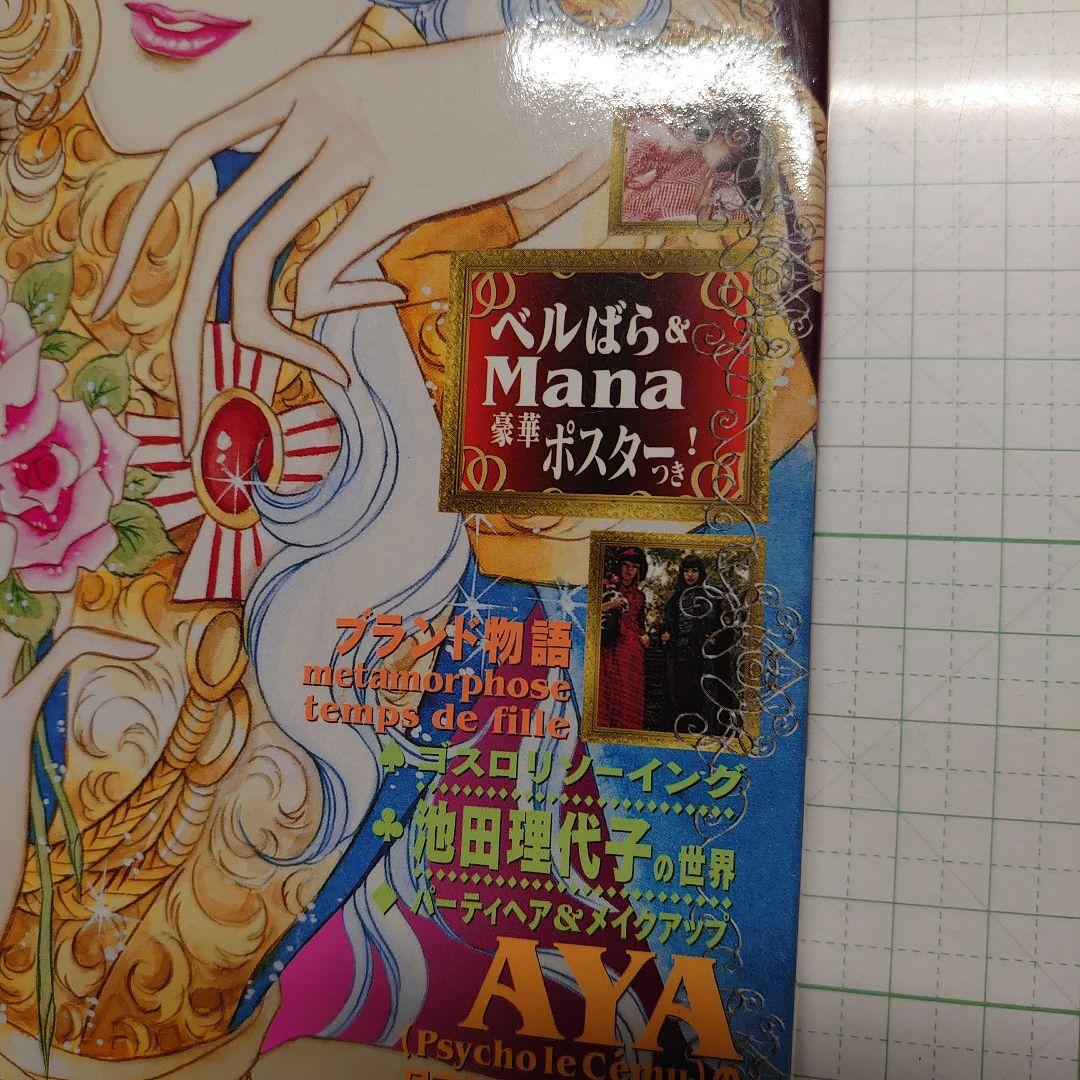 ベルばら&
Mana
豪華ポスターつき!
ブランド物語
metamorphose
temps de fille
♠ ゴスロリソーイング
♣ 池田理代子の世界
♦ パーティヘア&メイクアップ
AYA
(Psycho le Cému)の